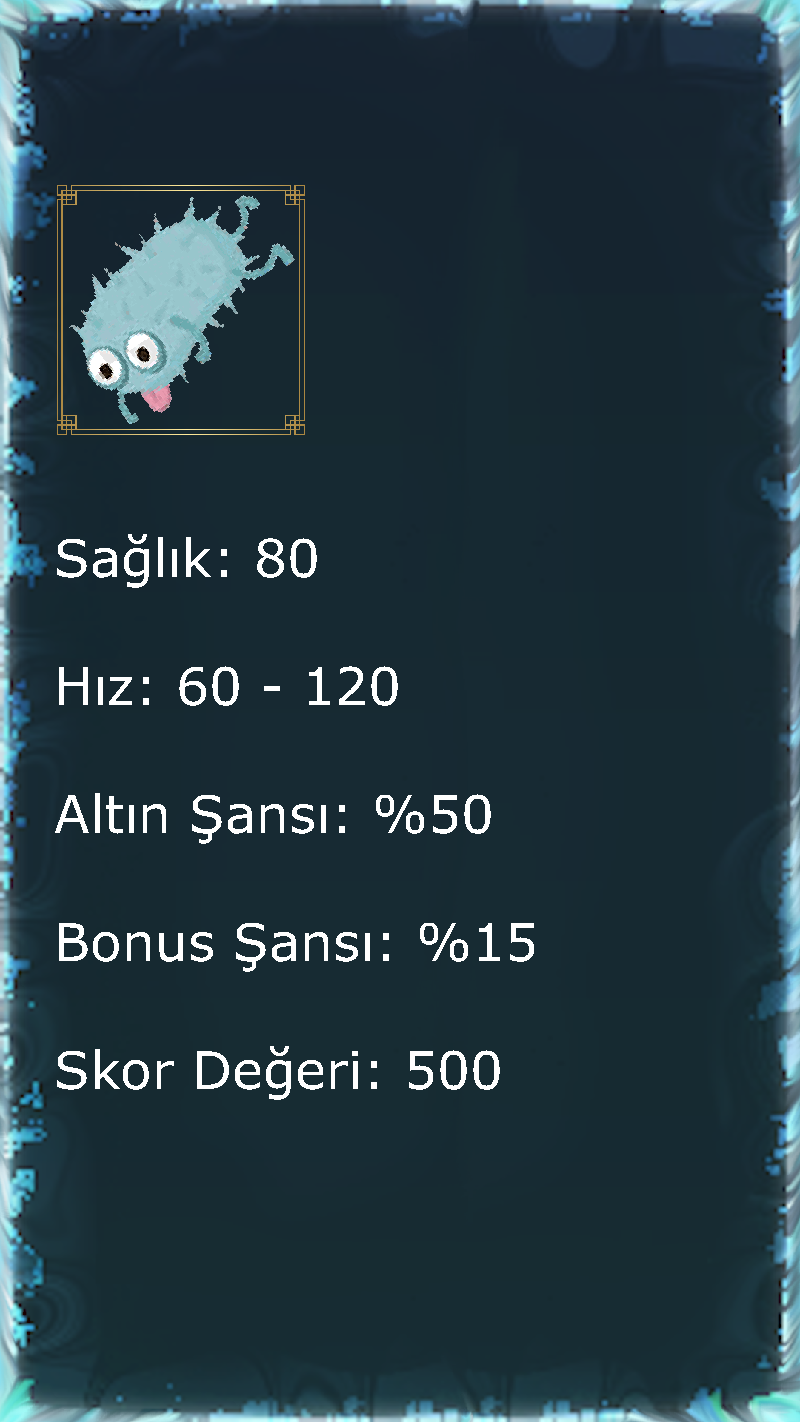 Sağlık: 80
Hız: 60 - 120
Altın Şansı: %50
Bonus Şansı: %15
Skor Değeri: 500